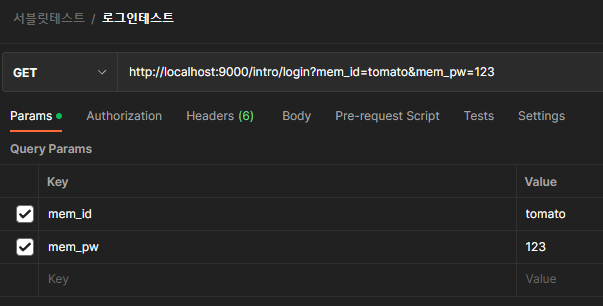 서블릿테스트 / 로그인테스트
GET http://localhost:9000/intro/login?mem_id=tomato&mem_pw=123
Params Authorization Headers (6) Body Pre-request Script Tests Settings
Query Params
Key Value
mem_id tomato
mem_pw 123
Key Value